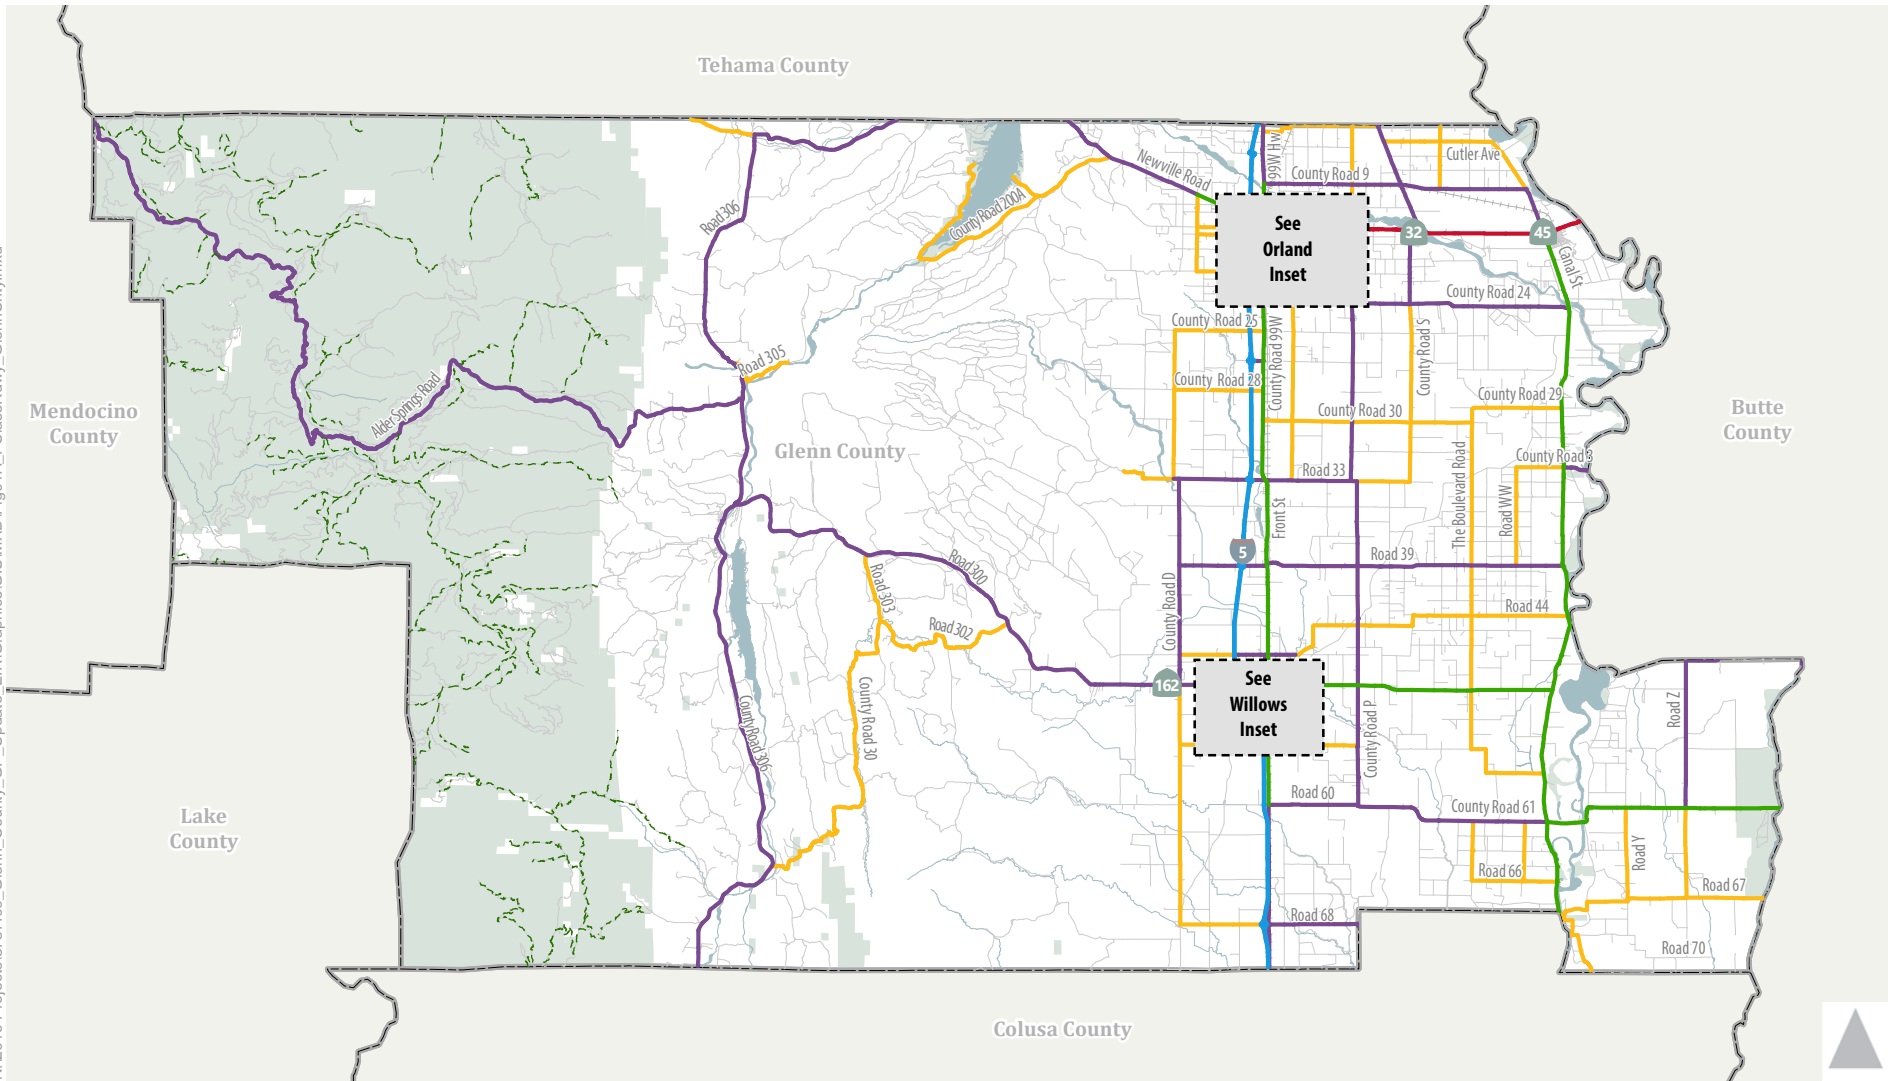 Tehama County
Cutler Ave
99W Hw
County Road 9
Newville Road
Road 306
County Road 200A
See
Orland
Inset
32
45
Canal St
County Road 24
County Road 25
County Road 99W
County Road S
Road 305
County Road 28
County Road 29
Alder Springs Road
Mendocino
County
County Road 30
Butte
County
Glenn County
The Boulevard Road
County Road 3
Road 33
Road WW
Front St
5
Road 39
Road 300
Road 303
County Road D
Road 44
Road 302
162
See
Willows
Inset
County Road 306
County Road 30
County Road P
Road Z
Road 60
County Road 61
Lake
County
Road Y
Road 66
Road 67
Road 68
Road 70
Colusa County